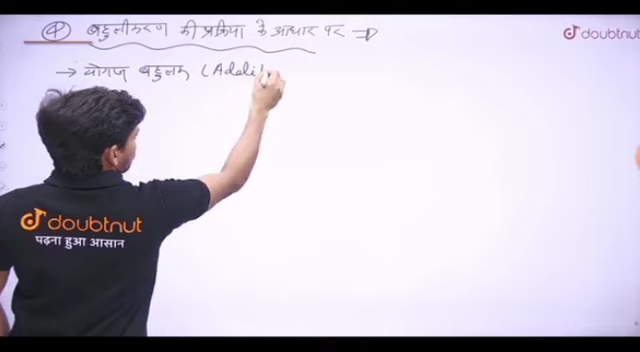 ④ बहुलीकरण की प्रक्रिया के आधार पर ⇒
doubtnut
→ योगज बहुलक (Addi
doubtnut
पढ़ना हुआ आसान